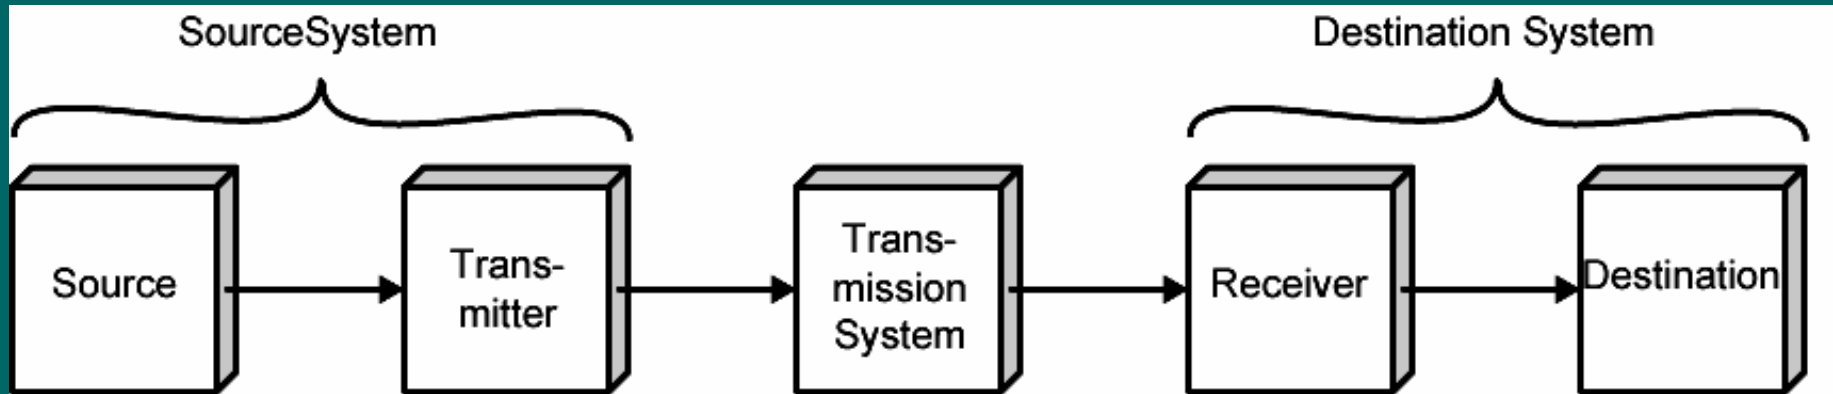 SourceSystem
Destination System
Source
Trans-
mitter
Trans-
mission
System
Receiver
Destination